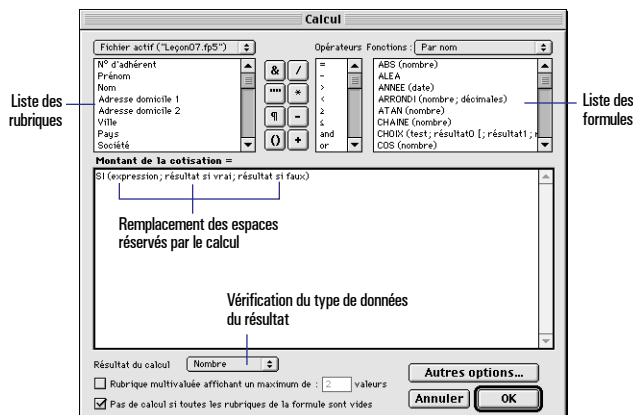 Calcul
Fichier actif ("Leçon07.fp5")
Opérateurs Fonctions : Par nom
N° d'adhérent
Prénom
Nom
Adresse domicile 1
Adresse domicile 2
Ville
Pays
Société
& /
"" *
¶ -
() +
=
-
>
<
≥
≤
and
or
ABS (nombre)
ALEA
ANNEE (date)
ARRONDI (nombre; décimales)
ATAN (nombre)
CHAINE (nombre)
CHOIX (test; résultat0 [; résultat1; r
COS (nombre)
Liste des
rubriques
Liste des
formules
Montant de la cotisation =
SI (expression; résultat si vrai; résultat si faux)
Remplacement des espaces
réservés par le calcul
Vérification du type de données
du résultat
Résultat du calcul Nombre
Rubrique multivaluée affichant un maximum de : 2 valeurs
Pas de calcul si toutes les rubriques de la formule sont vides
Autres options...
Annuler OK